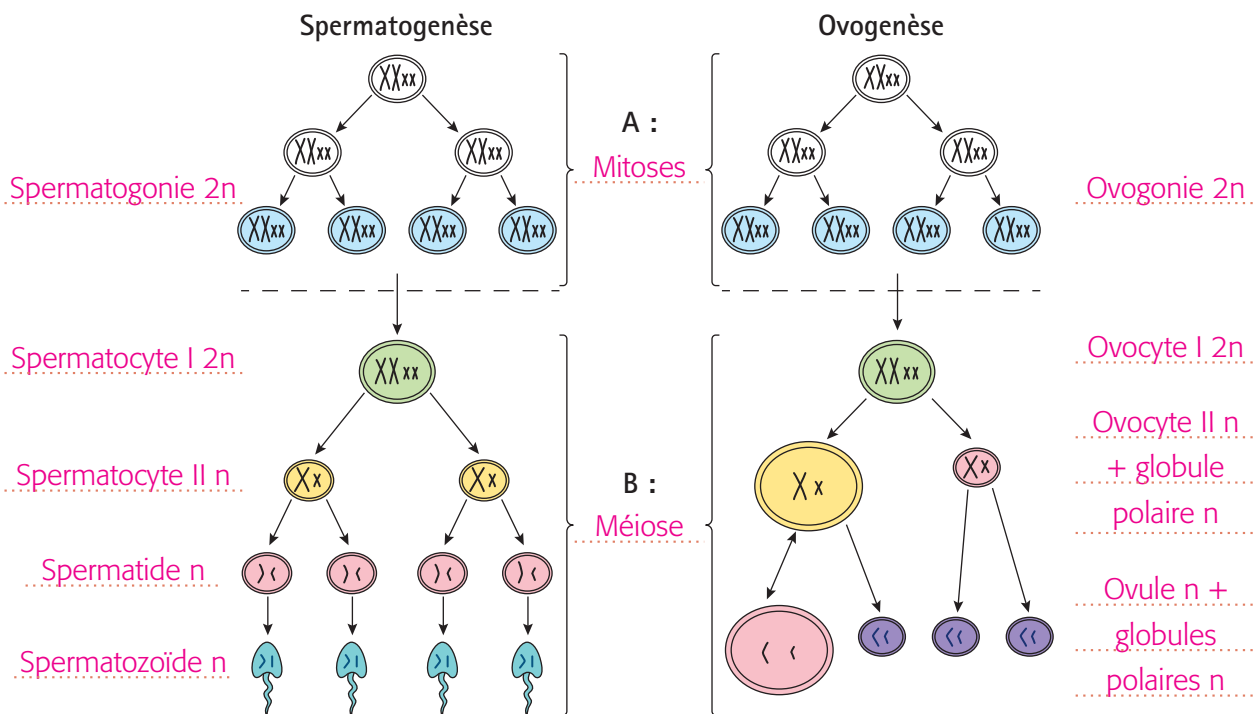 Spermatogenèse
Ovogenèse
A :
Mitoses
Spermatogonie 2n
Ovogonie 2n
Spermatocyte I 2n
Ovocyte I 2n
Spermatocyte II n
Ovocyte II n
+ globule
polaire n
B :
Méiose
Spermatide n
Ovule n +
globules
polaires n
Spermatozoïde n